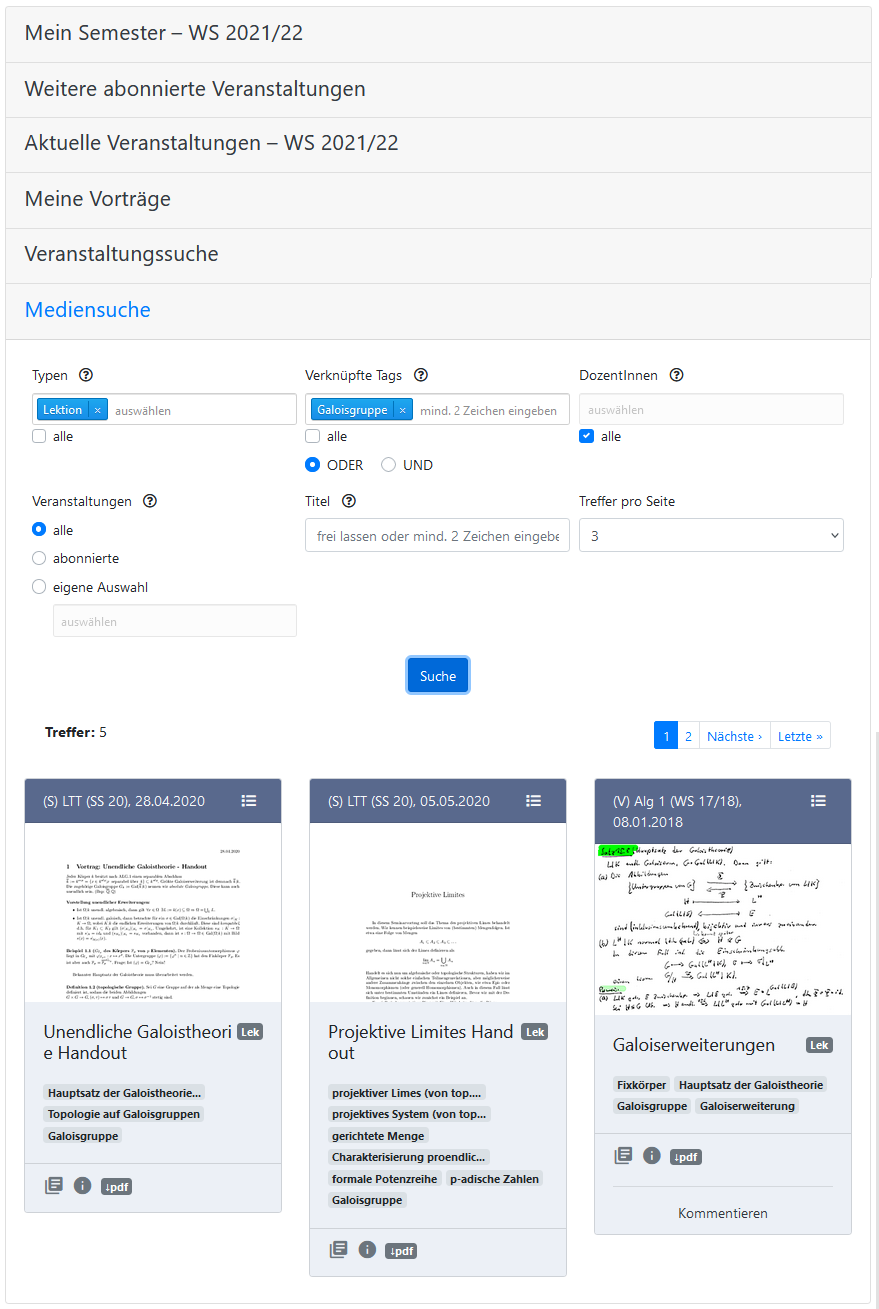 Mein Semester – WS 2021/22
Weitere abonnierte Veranstaltungen
Aktuelle Veranstaltungen – WS 2021/22
Meine Vorträge
Veranstaltungssuche
Mediensuche
Typen
Lektion × auswählen
alle
Verknüpfte Tags
Galoisgruppe × mind. 2 Zeichen eingeben
alle
ODER UND
DozentInnen
auswählen
alle
Veranstaltungen
alle
abonnierte
eigene Auswahl
auswählen
Titel
frei lassen oder mind. 2 Zeichen eingebe
Treffer pro Seite
3
Suche
Treffer: 5
1 2 Nächste › Letzte »
(S) LTT (SS 20), 28.04.2020
28.04.2020
1 Vortrag: Unendliche Galoistheorie - Handout
Vorstellung unendlicher Erweiterungen:
Unendliche Galoistheori
e Handout
Lek
Hauptsatz der Galoistheorie...
Topologie auf Galoisgruppen
Galoisgruppe
↓pdf
(S) LTT (SS 20), 05.05.2020
Projektive Limites
Projektive Limites Hand
out
Lek
projektiver Limes (von top....
projektives System (von top...
gerichtete Menge
Charakterisierung proendlic...
formale Potenzreihe p-adische Zahlen
Galoisgruppe
↓pdf
(V) Alg 1 (WS 17/18),
08.01.2018
Galoiserweiterungen
Lek
Fixkörper Hauptsatz der Galoistheorie
Galoisgruppe Galoiserweiterung
↓pdf
Kommentieren